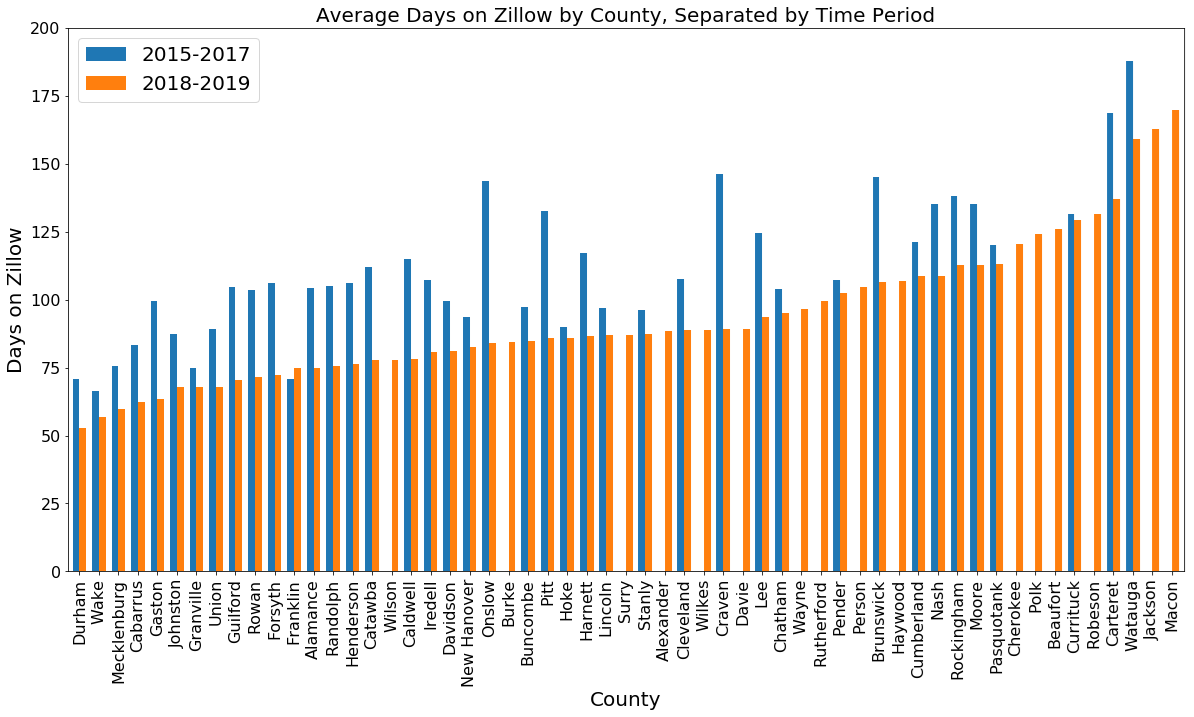 Average Days on Zillow by County, Separated by Time Period
2015-2017
2018-2019
Days on Zillow
200
175
150
125
100
75
50
25
0
Durham
Wake
Mecklenburg
Cabarrus
Gaston
Johnston
Granville
Union
Guilford
Rowan
Forsyth
Franklin
Alamance
Randolph
Henderson
Catawba
Wilson
Caldwell
Iredell
Davidson
New Hanover
Onslow
Burke
Buncombe
Pitt
Hoke
Harnett
Lincoln
Surry
Stanly
Alexander
Cleveland
Wilkes
Craven
Davie
Lee
Chatham
Wayne
Rutherford
Pender
Person
Brunswick
Haywood
Cumberland
Nash
Rockingham
Moore
Pasquotank
Cherokee
Polk
Beaufort
Currituck
Robeson
Carteret
Watauga
Jackson
Macon
County